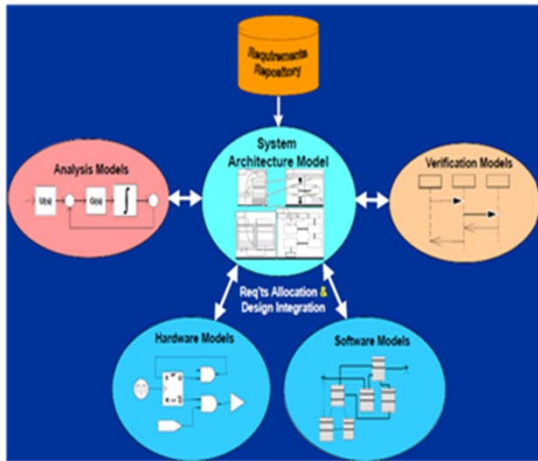 Requirements
Repository
System
Architecture Model
Analysis Models
U(s)
G(s)
∫
Verification Models
Req'ts Allocation &
Design Integration
Hardware Models
Software Models